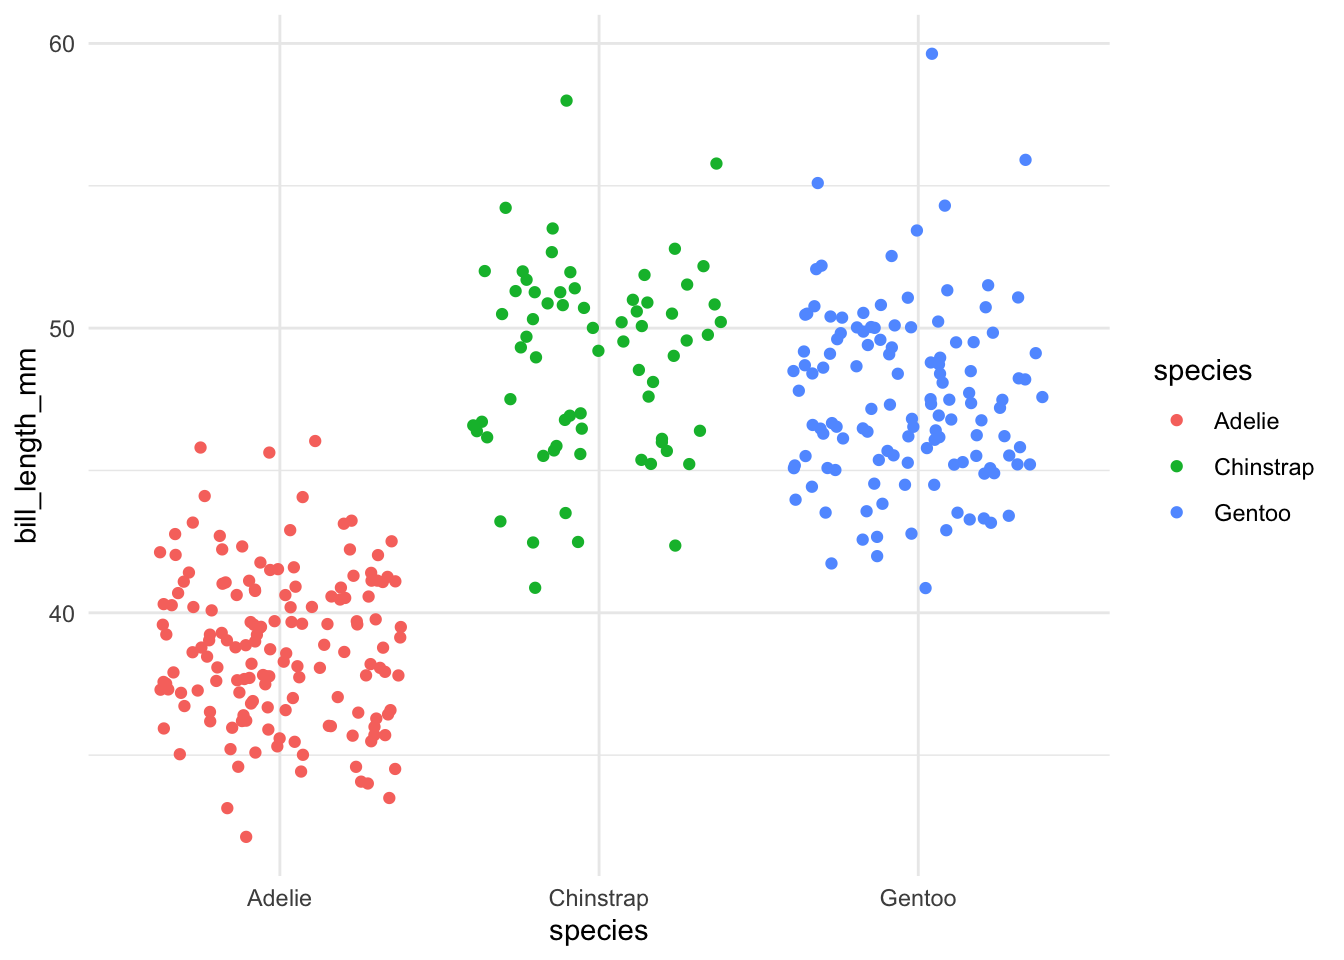 60
50
40
bill_length_mm
Adelie
Chinstrap
Gentoo
species
species
Adelie
Chinstrap
Gentoo